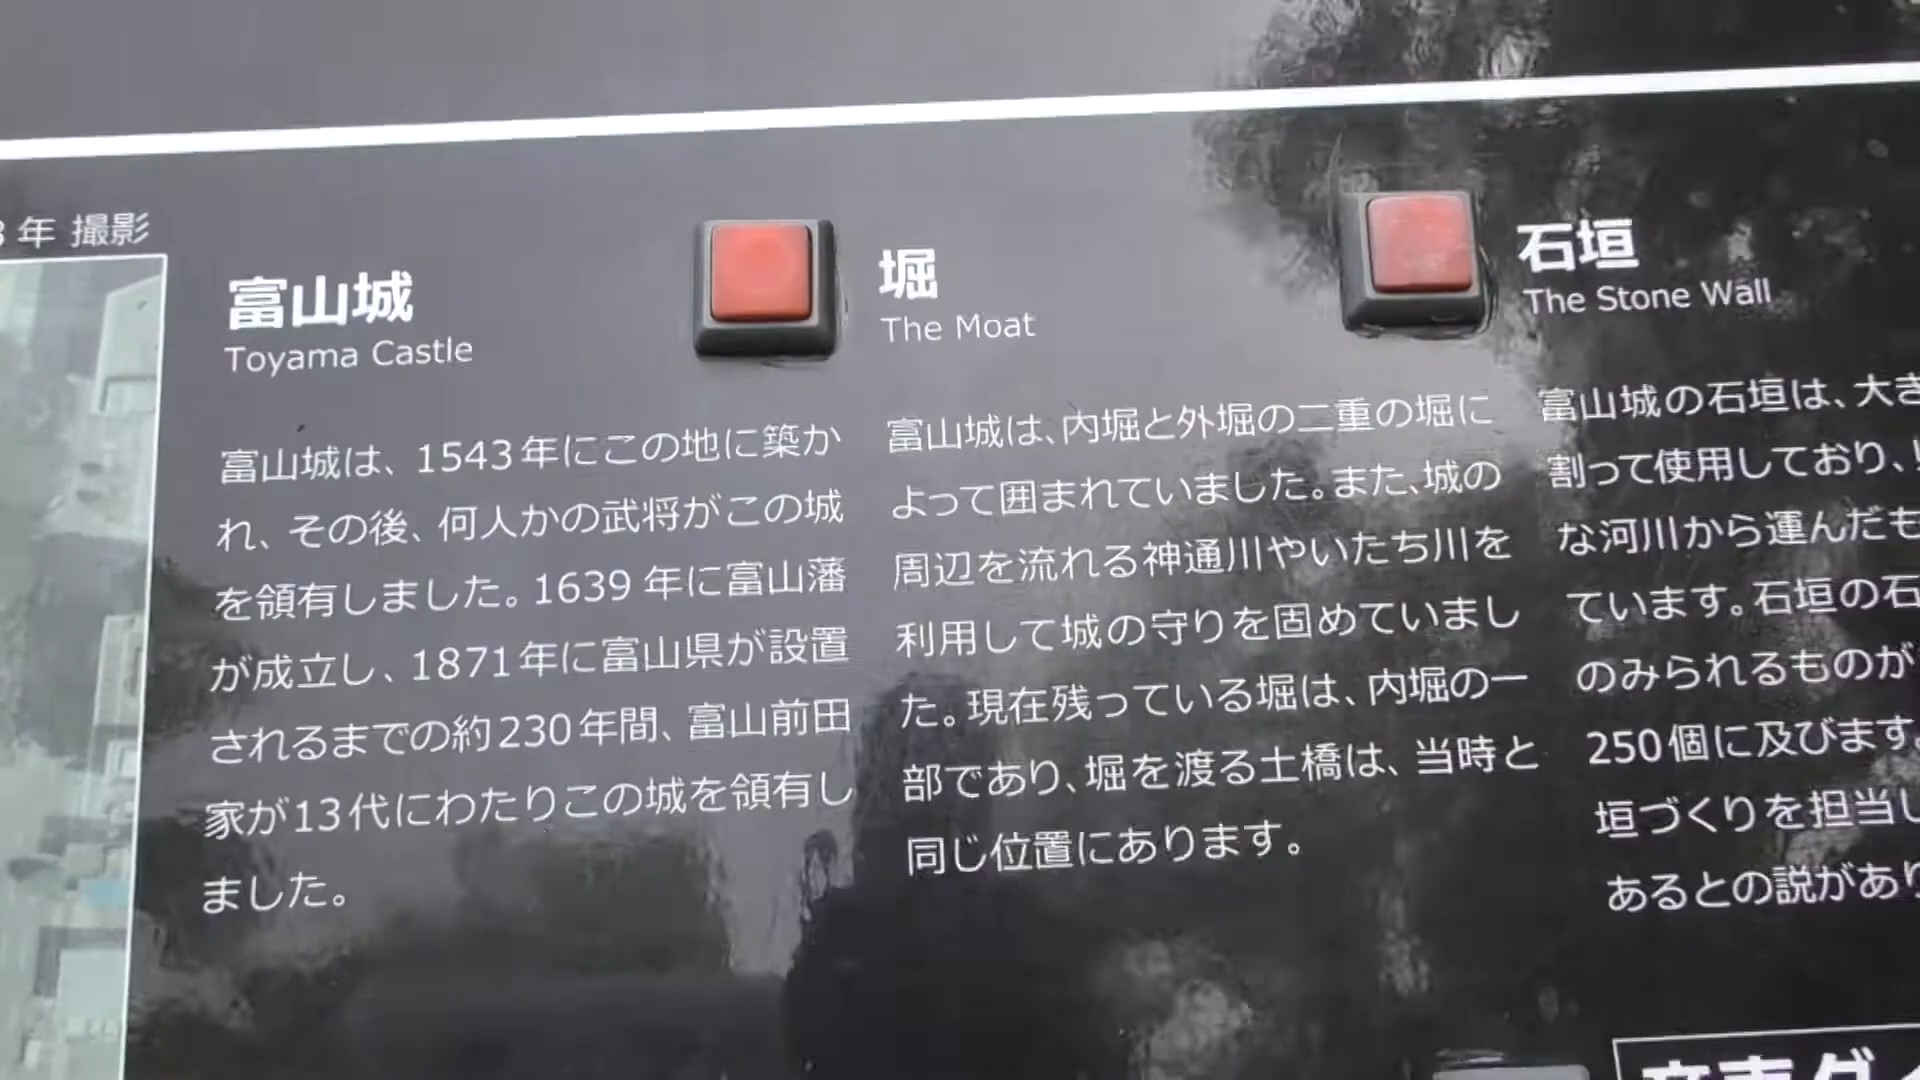 年 撮影
富山城
Toyama Castle
富山城は、1543年にこの地に築か
れ、その後、何人かの武将がこの城
を領有しました。1639年に富山藩
が成立し、1871年に富山県が設置
されるまでの約230年間、富山前田
家が13代にわたりこの城を領有し
ました。
堀
The Moat
富山城は、内堀と外堀の二重の堀に
よって囲まれていました。また、城の
周辺を流れる神通川やいたち川を
利用して城の守りを固めていまし
た。現在残っている堀は、内堀の一
部であり、堀を渡る土橋は、当時と
同じ位置にあります。
石垣
The Stone Wall
富山城の石垣は、大き
割って使用しており、
な河川から運んだも
ています。石垣の石
のみられるものが
250個に及びます。
垣づくりを担当し
あるとの説があり